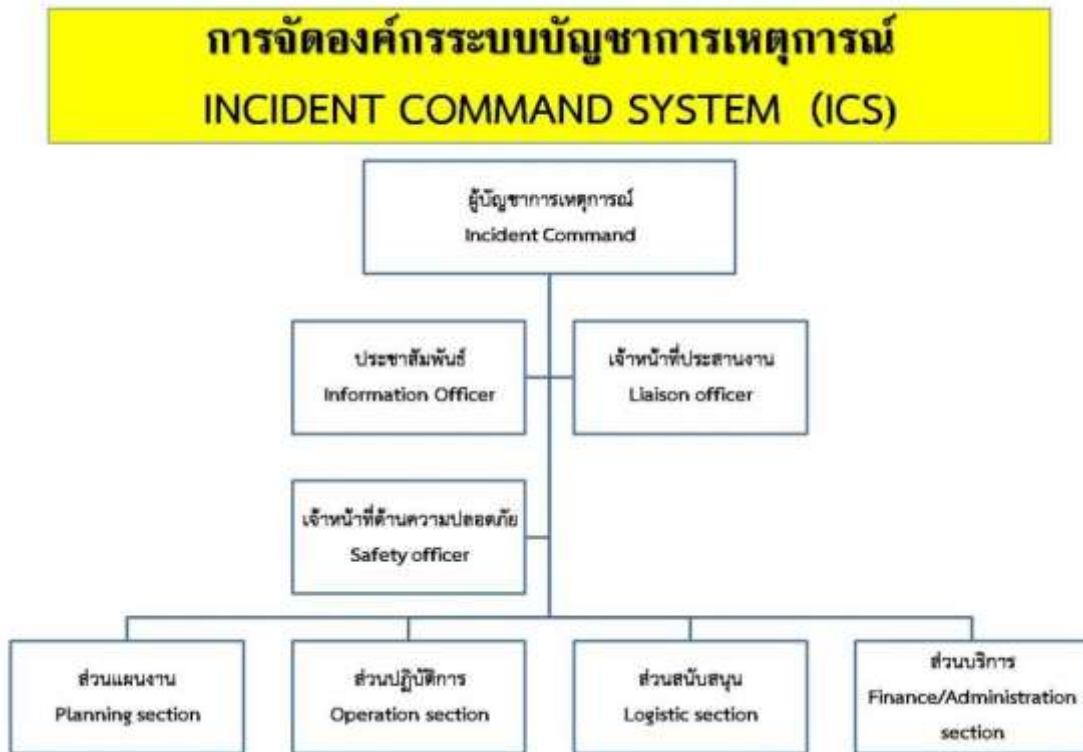 การจัดองค์กรระบบบัญชาการเหตุการณ์
INCIDENT COMMAND SYSTEM (ICS)
ผู้บัญชาการเหตุการณ์
Incident Command
ประชาสัมพันธ์
Information Officer
เจ้าหน้าที่ประสานงาน
Liaison officer
เจ้าหน้าที่ด้านความปลอดภัย
Safety officer
ส่วนแผนงาน
Planning section
ส่วนปฏิบัติการ
Operation section
ส่วนสนับสนุน
Logistic section
ส่วนบริการ
Finance/Administration
section